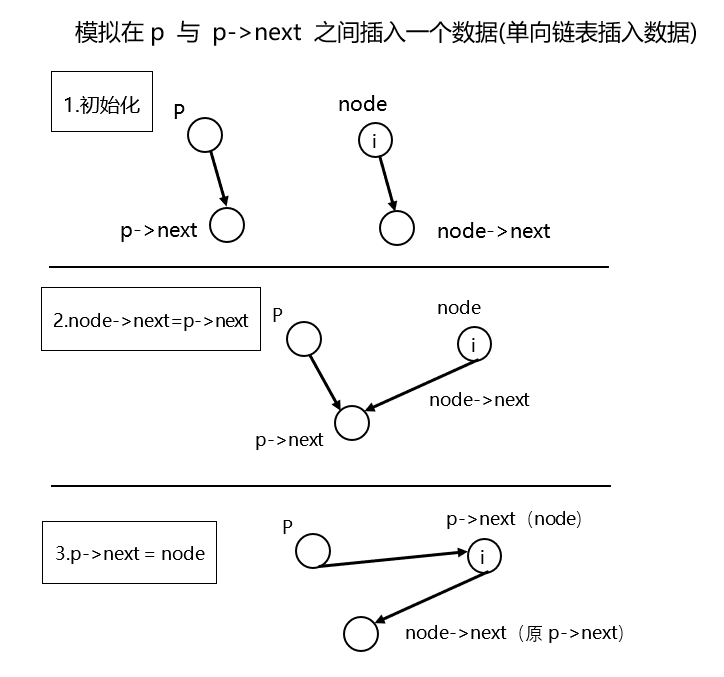 模拟在 p 与 p->next 之间插入一个数据(单向链表插入数据)
1.初始化
P
node
i
p->next
node->next
2.node->next=p->next
P
node
i
node->next
p->next
3.p->next = node
P
p->next（node）
i
node->next（原 p->next）